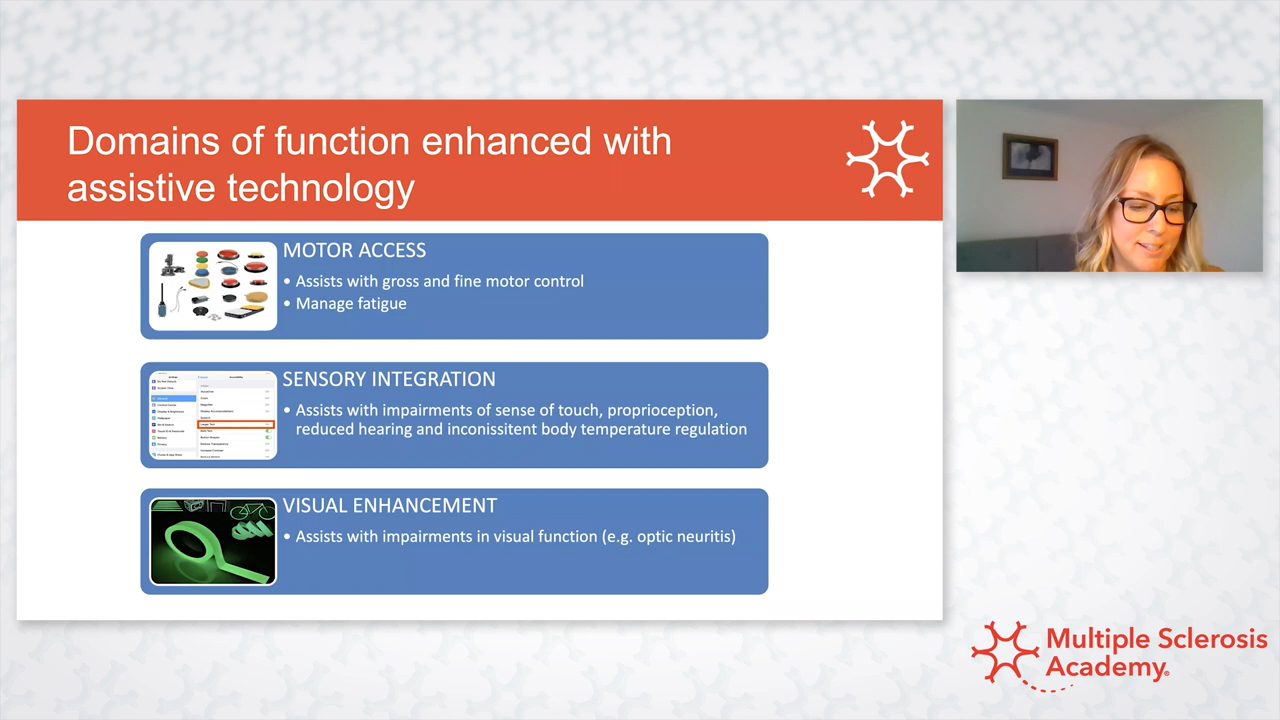 Domains of function enhanced with
assistive technology
MOTOR ACCESS
• Assists with gross and fine motor control
• Manage fatigue
SENSORY INTEGRATION
• Assists with impairments of sense of touch, proprioception,
reduced hearing and inconissitent body temperature regulation
VISUAL ENHANCEMENT
• Assists with impairments in visual function (e.g. optic neuritis)
Multiple Sclerosis
Academy®